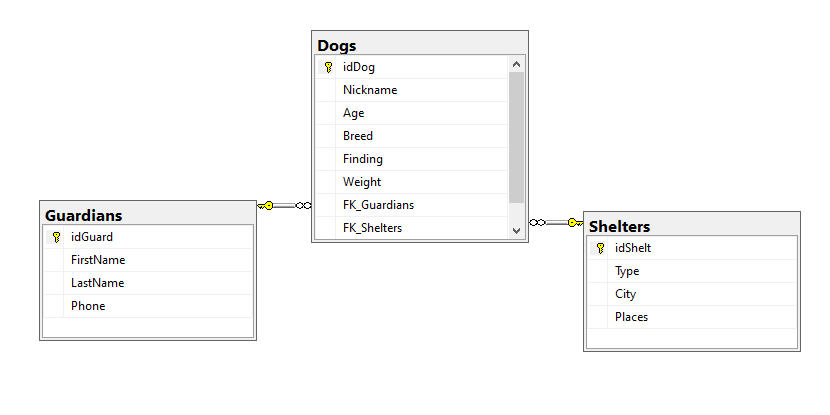 Dogs
idDog
Nickname
Age
Breed
Finding
Weight
FK_Guardians
FK_Shelters
Guardians
idGuard
FirstName
LastName
Phone
Shelters
idShelt
Type
City
Places